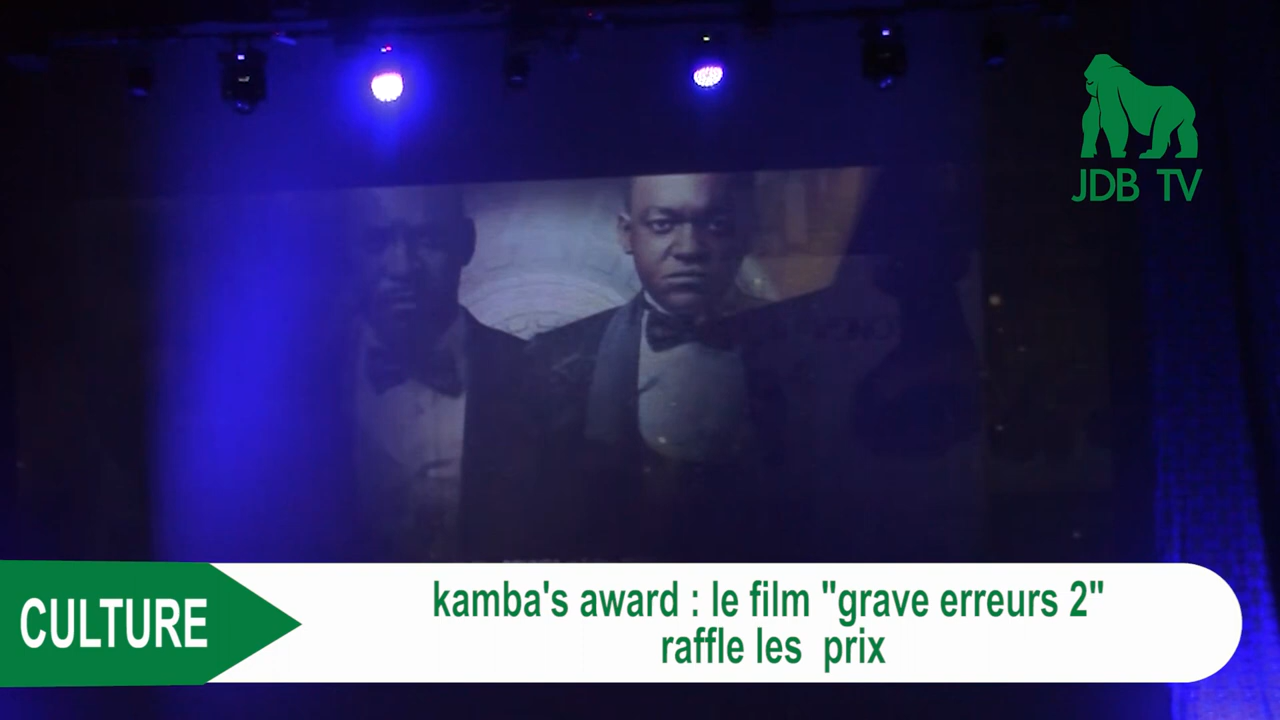 JDB TV
CULTURE
kamba's award : le film "grave erreurs 2"
raffle les prix